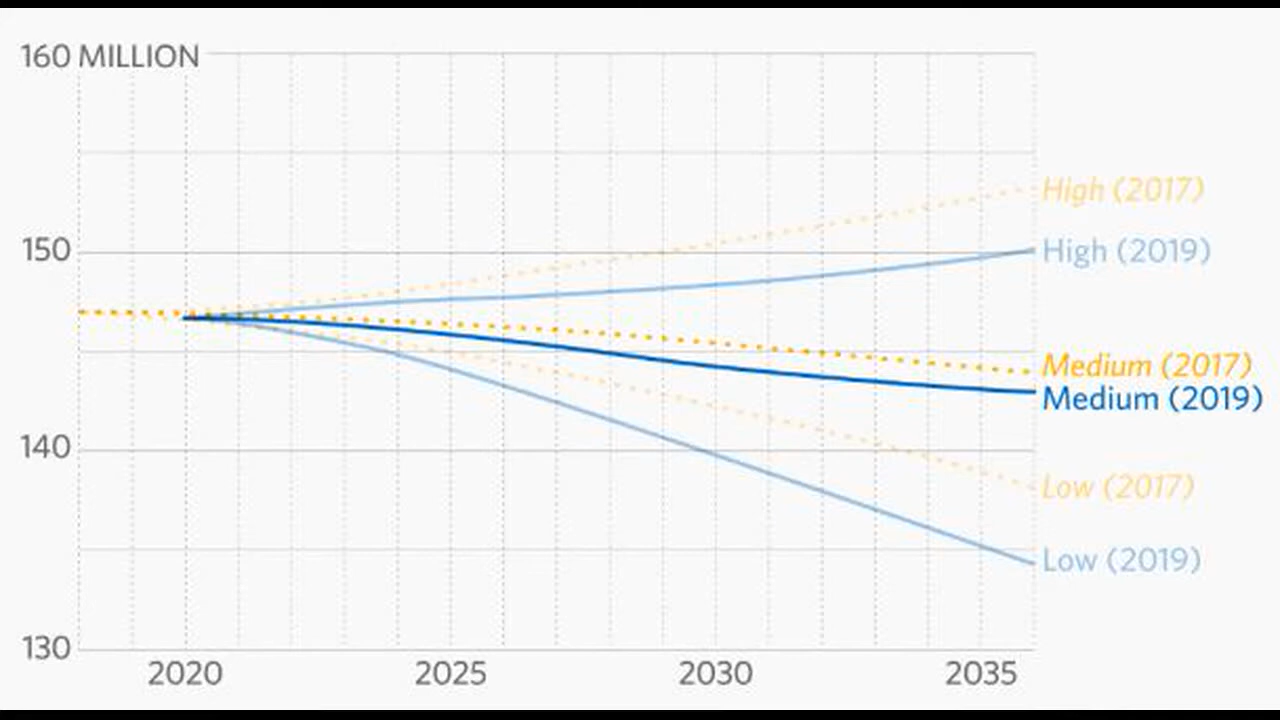 160 MILLION
High (2017)
150
High (2019)
Medium (2017)
Medium (2019)
140
Low (2017)
Low (2019)
130
2020 2025 2030 2035